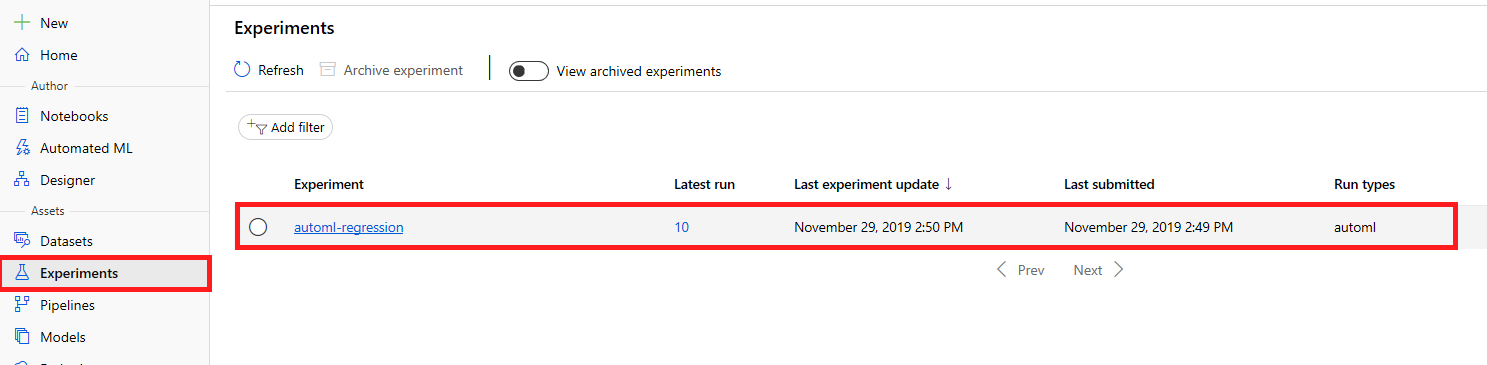 New
Home
Author
Notebooks
Automated ML
Designer
Assets
Datasets
Experiments
Pipelines
Models
Experiments
Refresh Archive experiment View archived experiments
Add filter
Experiment Latest run Last experiment update ↓ Last submitted Run types
automl-regression 10 November 29, 2019 2:50 PM November 29, 2019 2:49 PM automl
Prev Next